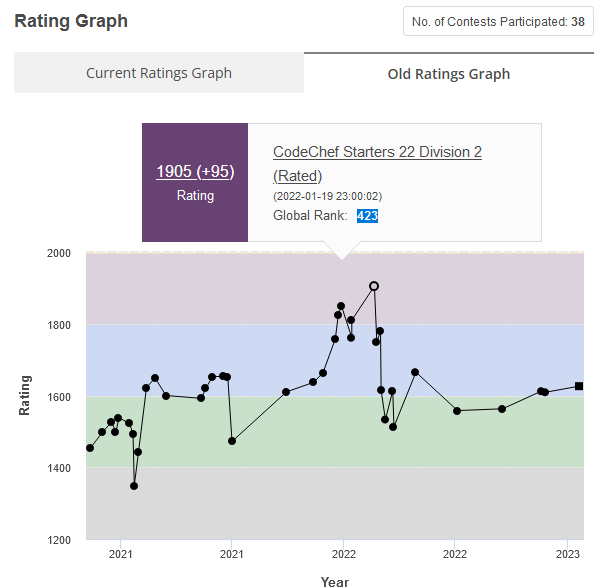 Rating Graph
No. of Contests Participated: 38
Current Ratings Graph
Old Ratings Graph
1905 (+95)
Rating
CodeChef Starters 22 Division 2
(Rated)
(2022-01-19 23:00:02)
Global Rank: 423
2000
1800
1600
1400
1200
Rating
2021
2021
2022
2022
2023
Year